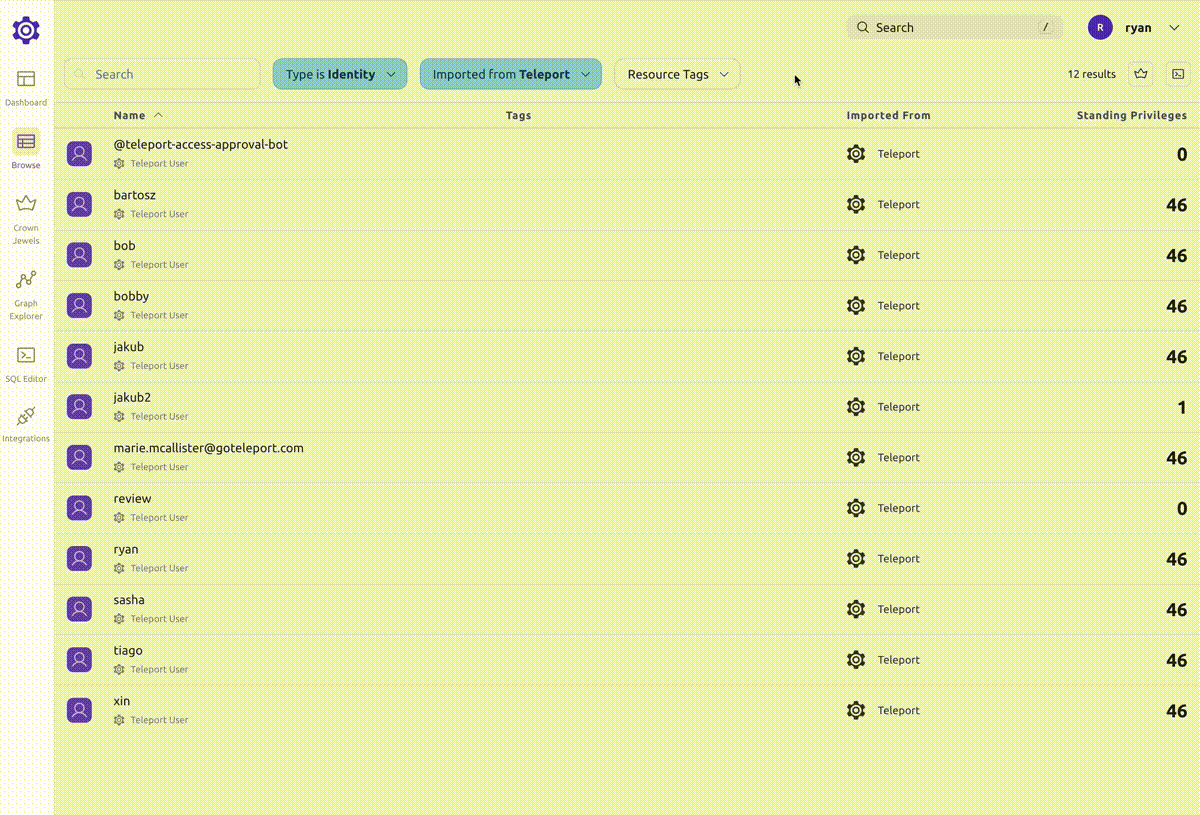 Search /
R ryan
Search
Type is Identity
Imported from Teleport
Resource Tags
12 results
Dashboard
Browse
Crown
Jewels
Graph
Explorer
SQL Editor
Integrations
Name Tags Imported From Standing Privileges
@teleport-access-approval-bot
Teleport User
Teleport
0
bartosz
Teleport User
Teleport
46
bob
Teleport User
Teleport
46
bobby
Teleport User
Teleport
46
jakub
Teleport User
Teleport
46
jakub2
Teleport User
Teleport
1
marie.mcallister@goteleport.com
Teleport User
Teleport
46
review
Teleport User
Teleport
0
ryan
Teleport User
Teleport
46
sasha
Teleport User
Teleport
46
tiago
Teleport User
Teleport
46
xin
Teleport User
Teleport
46